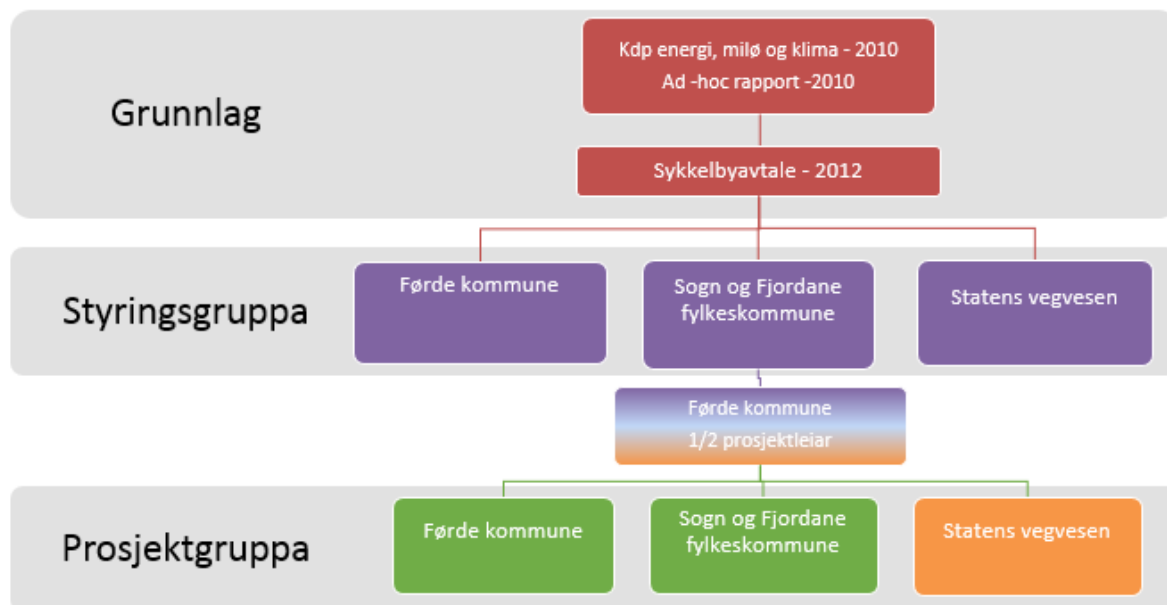 Grunnlag
Kdp energi, milø og klima - 2010
Ad -hoc rapport -2010
Sykkelbyavtale - 2012
Styringsgruppa
Førde kommune
Sogn og Fjordane
fylkeskommune
Statens vegvesen
Førde kommune
1/2 prosjektleiar
Prosjektgruppa
Førde kommune
Sogn og Fjordane
fylkeskommune
Statens vegvesen